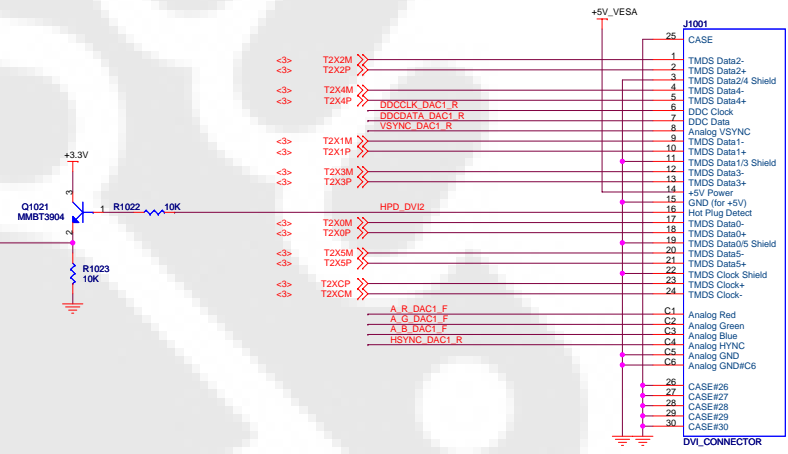 +5V_VESA
J1001
25 CASE
<3> T2X2M 1 TMDS Data2-
<3> T2X2P 2 TMDS Data2+
3 TMDS Data2/4 Shield
<3> T2X4M 4 TMDS Data4-
<3> T2X4P 5 TMDS Data4+
DDCCLK_DAC1_R 6 DDC Clock
DDCDATA_DAC1_R 7 DDC Data
VSYNC_DAC1_R 8 Analog VSYNC
<3> T2X1M 9 TMDS Data1-
<3> T2X1P 10 TMDS Data1+
+3.3V 11 TMDS Data1/3 Shield
<3> T2X3M 12 TMDS Data3-
<3> T2X3P 13 TMDS Data3+
3 14 +5V Power
Q1021 R1022 10K 15 GND (for +5V)
MMBT3904 1 HPD_DVI2 16 Hot Plug Detect
<3> T2X0M 17 TMDS Data0-
2 <3> T2X0P 18 TMDS Data0+
19 TMDS Data0/5 Shield
<3> T2X5M 20 TMDS Data5-
R1023 <3> T2X5P 21 TMDS Data5+
10K 22 TMDS Clock Shield
<3> T2XCP 23 TMDS Clock+
<3> T2XCM 24 TMDS Clock-
A_R_DAC1_F C1 Analog Red
A_G_DAC1_F C2 Analog Green
A_B_DAC1_F C3 Analog Blue
HSYNC_DAC1_R C4 Analog HYNC
C5 Analog GND
C6 Analog GND#C6
26 CASE#26
27 CASE#27
28 CASE#28
29 CASE#29
30 CASE#30
DVI_CONNECTOR